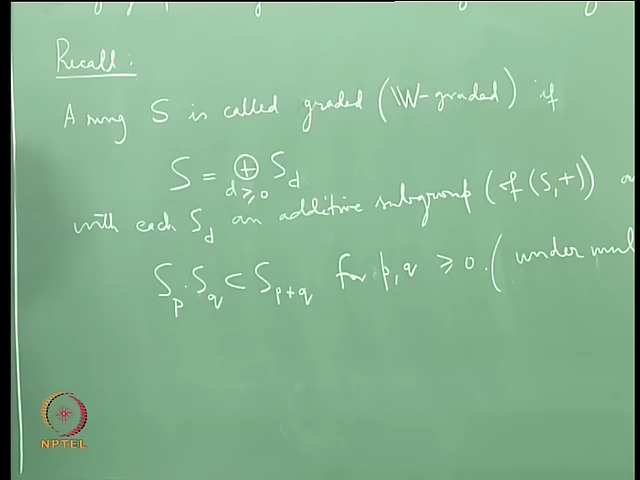 Recall:
A ring S is called graded (W-graded) if
S = ⊕ S_d
d ≥ 0
with each S_d an additive subgroup (of (S,+))
S_p . S_q ⊂ S_{p+q} for p, q ≥ 0. (under mul
NPTEL